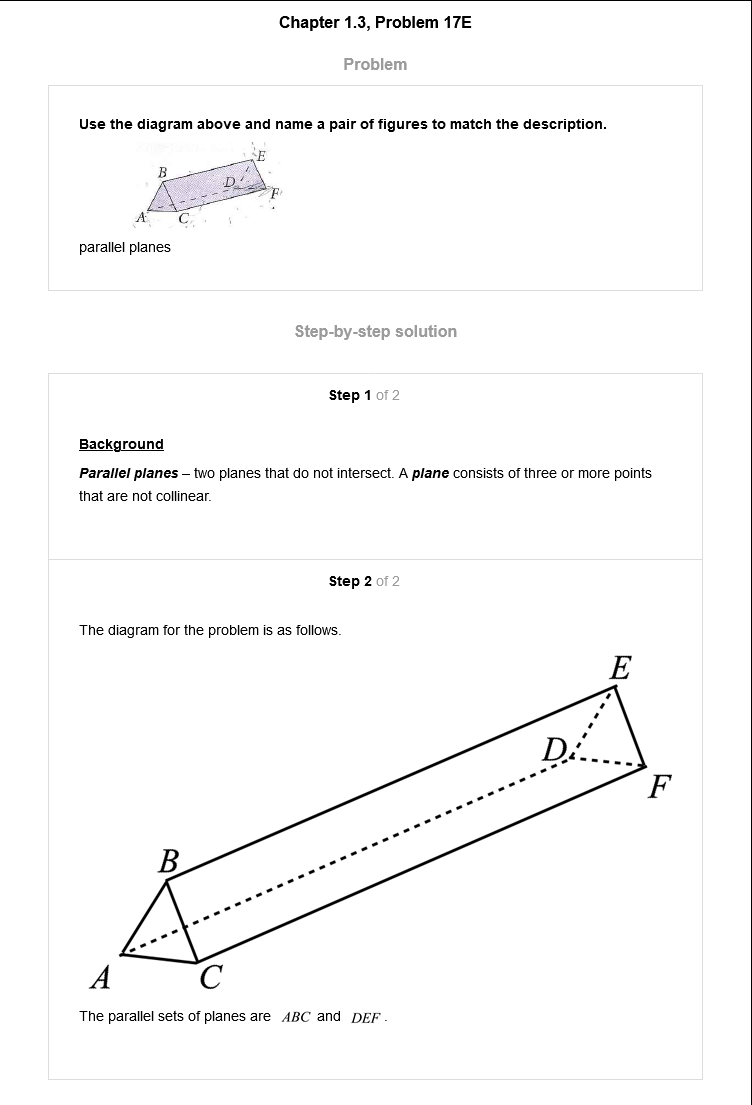 Chapter 1.3, Problem 17E
Problem
Use the diagram above and name a pair of figures to match the description.
E
B
D
F
A
C
parallel planes
Step-by-step solution
Step 1 of 2
Background
Parallel planes – two planes that do not intersect. A plane consists of three or more points
that are not collinear.
Step 2 of 2
The diagram for the problem is as follows.
E
D
F
B
A
C
The parallel sets of planes are ABC and DEF .